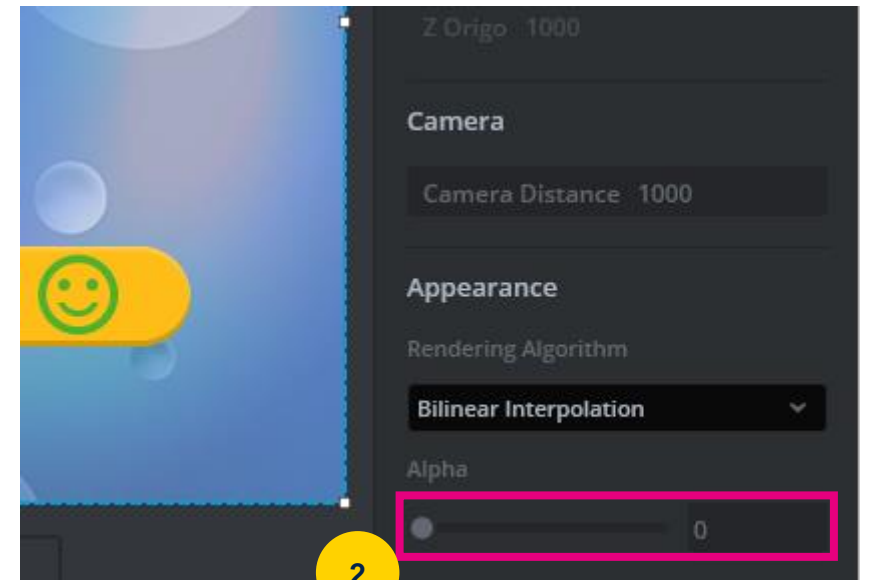 Z Origo 1000
Camera
Camera Distance 1000
Appearance
Rendering Algorithm
Bilinear Interpolation
Alpha
0
2